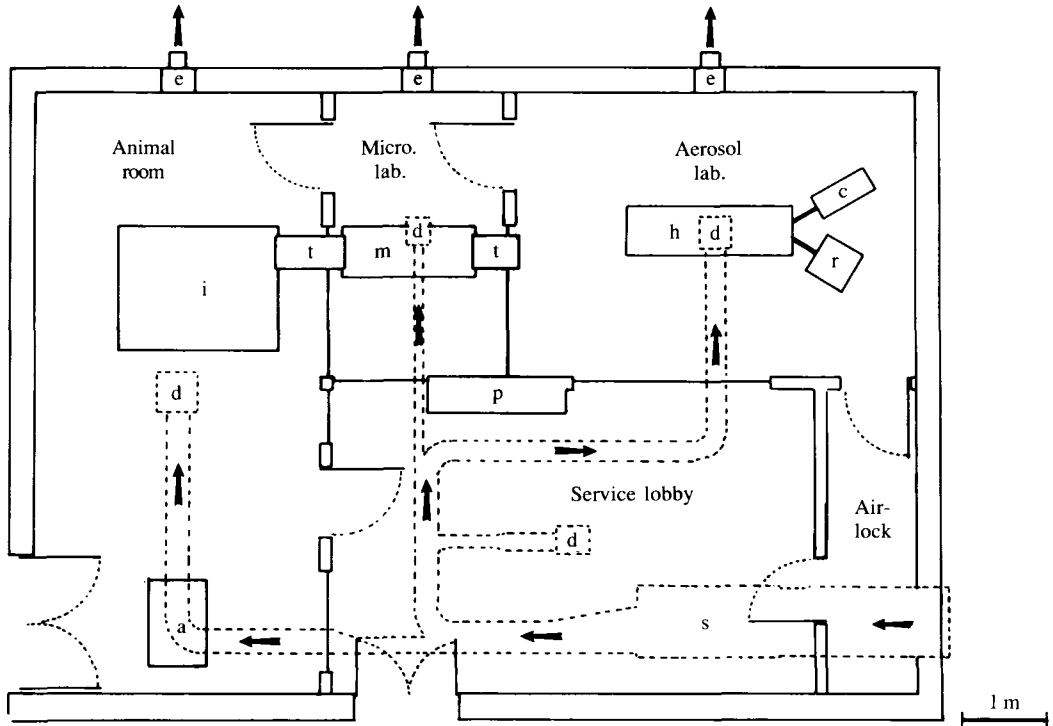 e
e
e
Animal
room
Micro.
lab.
Aerosol
lab.
c
d
h
d
m
t
t
r
i
d
p
Service lobby
Air-
lock
d
a
s
1 m